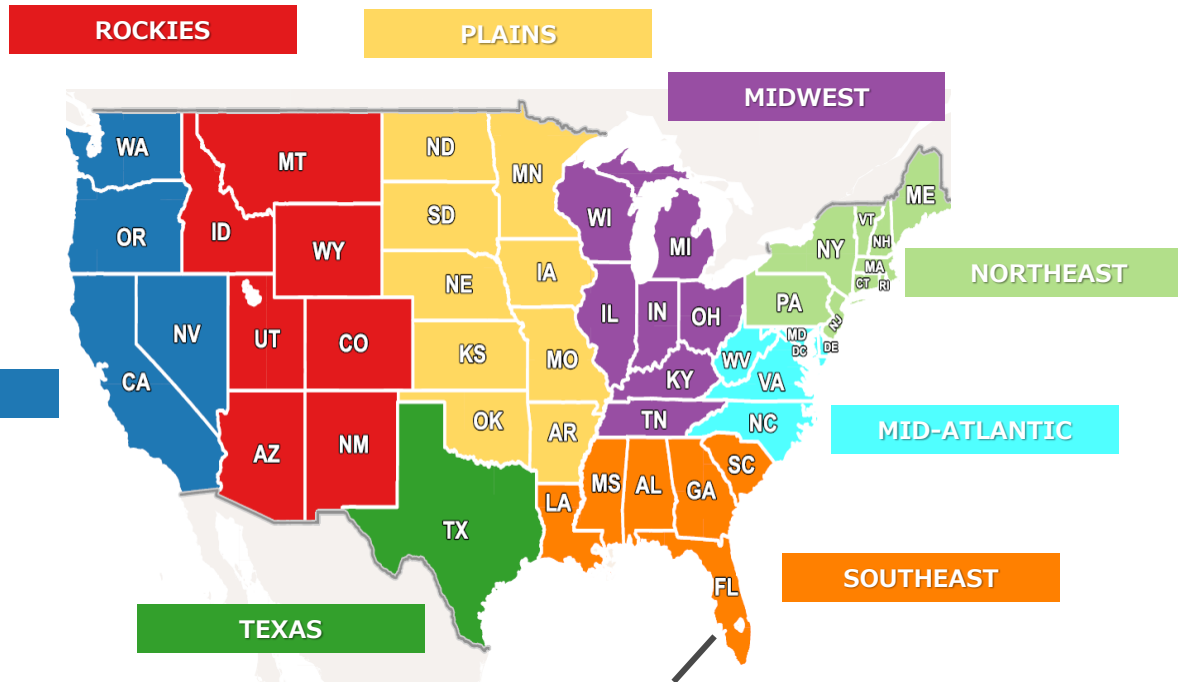 ROCKIES
PLAINS
MIDWEST
WA
MT
ND
MN
OR
ID
WY
SD
WI
MI
NY
VT
NH
ME
MA
CT
RI
NORTHEAST
NV
UT
CO
NE
IA
IL
IN
OH
PA
NJ
CA
KS
MO
KY
WV
MD
DC
DE
VA
AZ
NM
OK
AR
TN
NC
MID-ATLANTIC
TX
LA
MS
AL
GA
SC
FL
SOUTHEAST
TEXAS